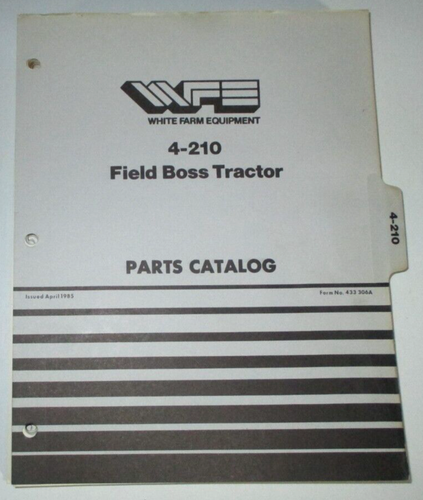 WFE
WHITE FARM EQUIPMENT
4-210
Field Boss Tractor
4-210
PARTS CATALOG
Issued April 1985
Form No. 432 308A